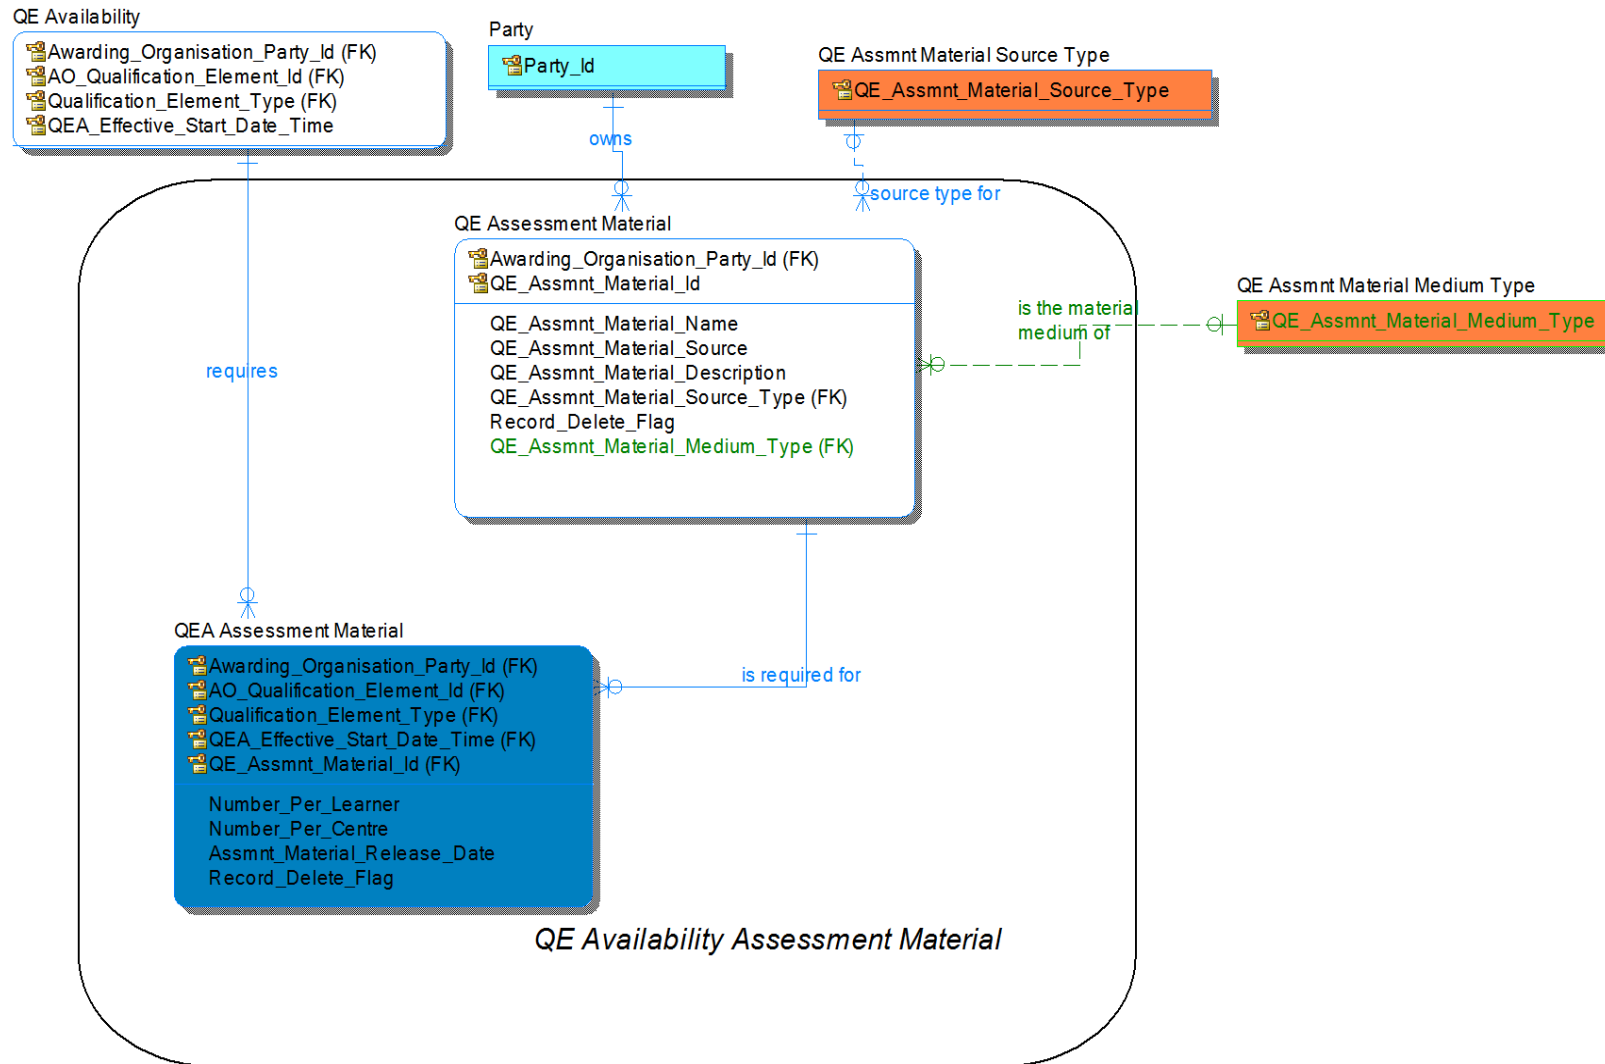 QE Availability
Awarding_Organisation_Party_Id (FK)
AO_Qualification_Element_Id (FK)
Qualification_Element_Type (FK)
QEA_Effective_Start_Date_Time
Party
Party_Id
QE Assmnt Material Source Type
QE_Assmnt_Material_Source_Type
owns
source type for
QE Assessment Material
Awarding_Organisation_Party_Id (FK)
QE_Assmnt_Material_Id
QE_Assmnt_Material_Name
QE_Assmnt_Material_Source
QE_Assmnt_Material_Description
QE_Assmnt_Material_Source_Type (FK)
Record_Delete_Flag
QE_Assmnt_Material_Medium_Type (FK)
is the material
medium of
QE Assmnt Material Medium Type
QE_Assmnt_Material_Medium_Type
requires
is required for
QEA Assessment Material
Awarding_Organisation_Party_Id (FK)
AO_Qualification_Element_Id (FK)
Qualification_Element_Type (FK)
QEA_Effective_Start_Date_Time (FK)
QE_Assmnt_Material_Id (FK)
Number_Per_Learner
Number_Per_Centre
Assmnt_Material_Release_Date
Record_Delete_Flag
QE Availability Assessment Material